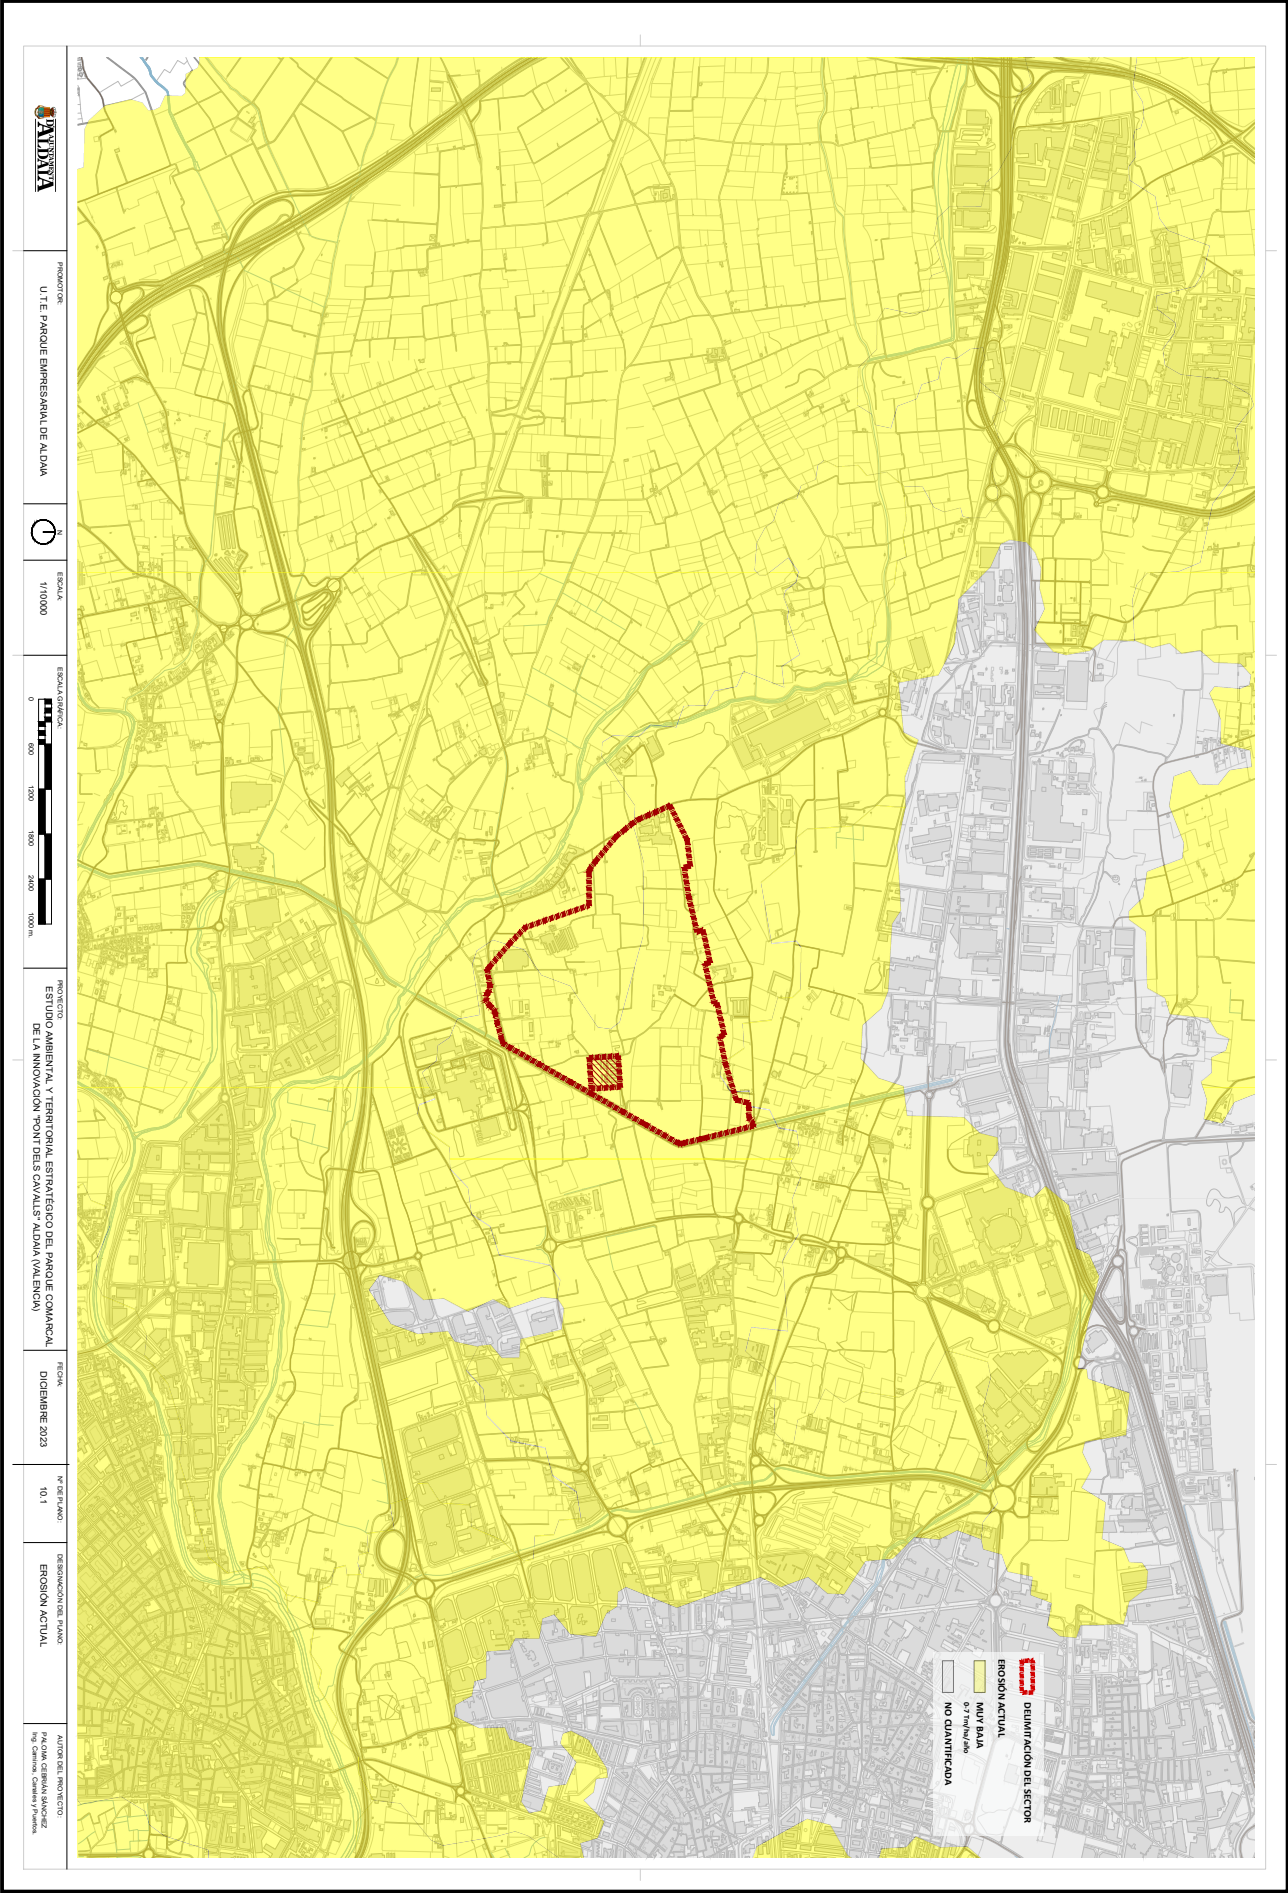 AJUNTAMENT
D'ALDAIA
PROMOTOR:
U.T.E. PARQUE EMPRESARIAL DE ALDAIA
N
ESCALA:
1/10000
ESCALA GRÁFICA:
0 600 1200 1800 2400 1000 m.
PROYECTO:
ESTUDIO AMBIENTAL Y TERRITORIAL ESTRATÉGICO DEL PARQUE COMARCAL
DE LA INNOVACIÓN "PONT DELS CAVALLS" ALDAIA (VALENCIA)
FECHA:
DICIEMBRE 2023
Nº DE PLANO:
10.1
DESIGNACIÓN DEL PLANO:
EROSIÓN ACTUAL
AUTOR DEL PROYECTO:
PALOMA CEBRIÁN SÁNCHEZ
Ing. Caminos, Canales y Puertos.
DELIMITACIÓN DEL SECTOR
EROSIÓN ACTUAL
MUY BAJA
0-7 Tm/ha/año
NO CUANTIFICADA